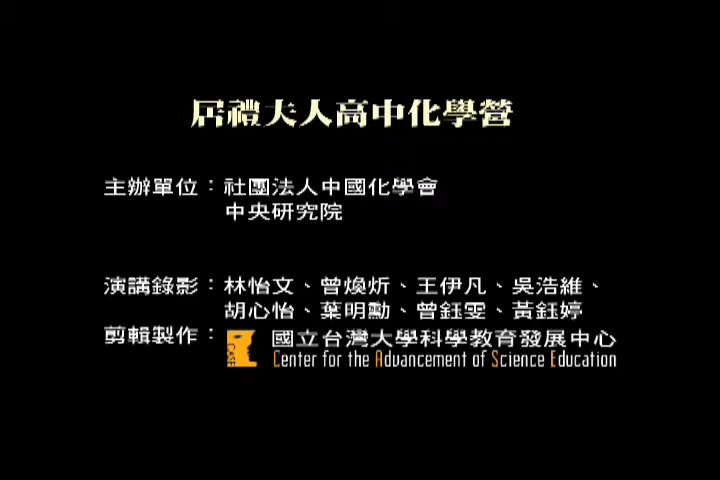 居禮夫人高中化學營
主辦單位：社團法人中國化學會
中央研究院
演講錄影：林怡文、曾煥炘、王伊凡、吳浩維、
胡心怡、葉明勳、曾鈺雯、黃鈺婷
剪輯製作：
CASE
國立台灣大學科學教育發展中心
Center for the Advancement of Science Education